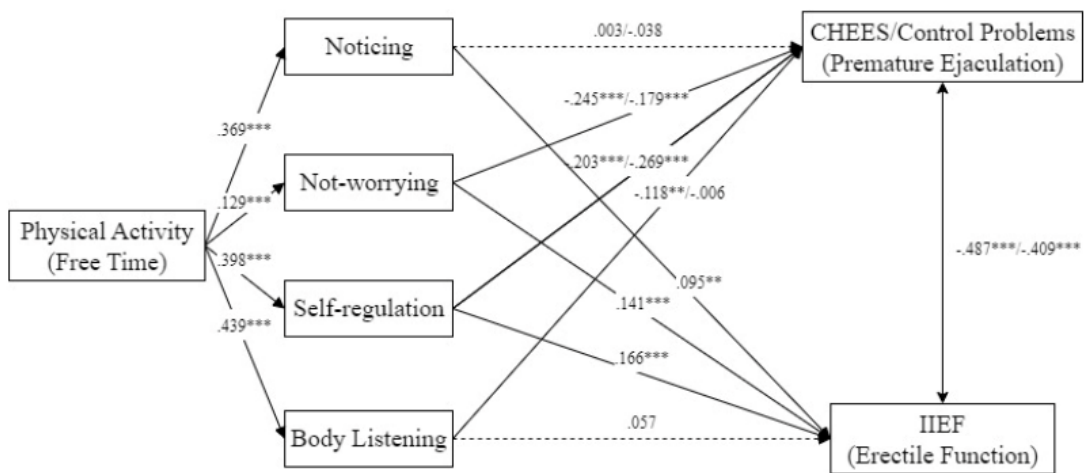 Noticing
.003/-.038
CHEES/Control Problems
(Premature Ejaculation)
-.245***/-.179***
.369***
Not-worrying
-.203***/-.269***
.129***
-.118**/-.006
Physical Activity
(Free Time)
.398***
-.487***/-.409***
.095**
Self-regulation
.141***
.439***
.166***
Body Listening
.057
IIEF
(Erectile Function)